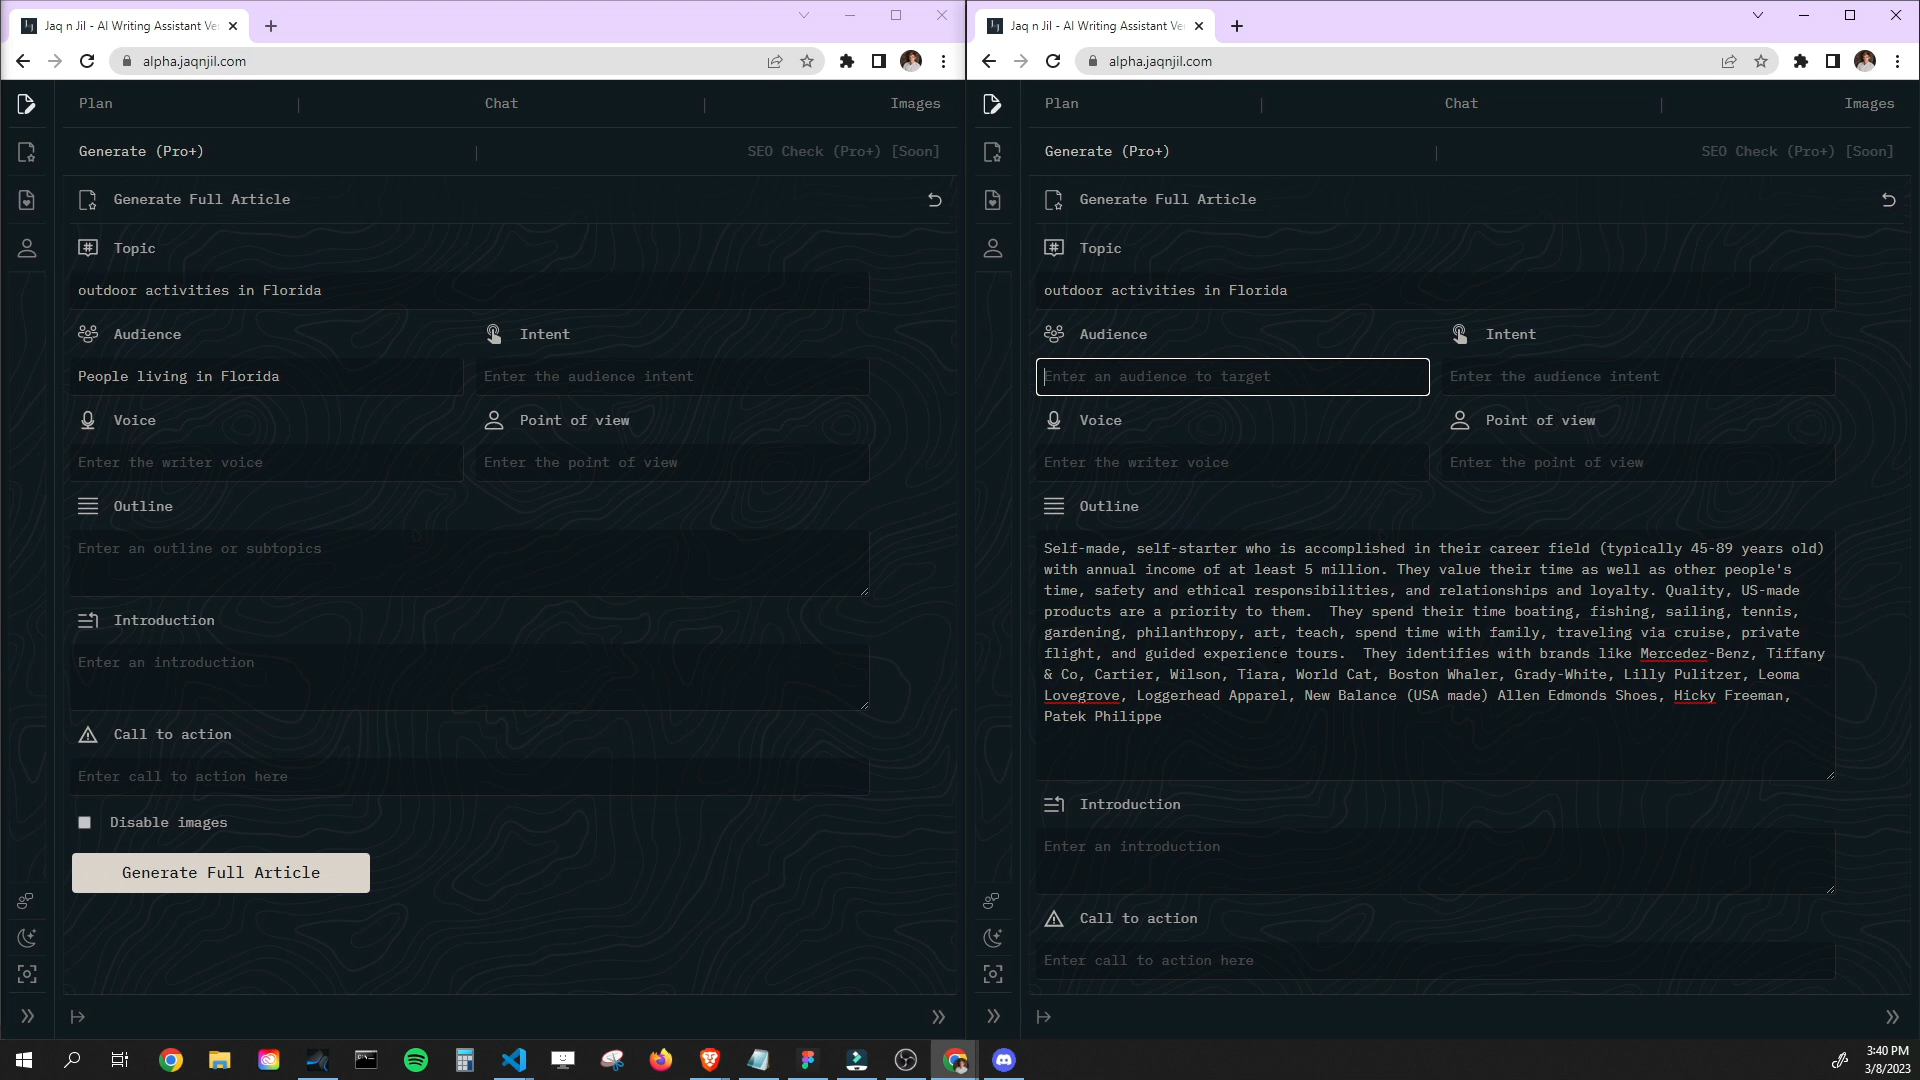 Jaq n Jil - AI Writing Assistant Ve
alpha.jaqnjil.com
Plan | Chat | Images
Generate (Pro+) | SEO Check (Pro+) [Soon]
Generate Full Article
Topic
outdoor activities in Florida
Audience
Intent
People living in Florida
Enter the audience intent
Voice
Point of view
Enter the writer voice
Enter the point of view
Outline
Enter an outline or subtopics
Introduction
Enter an introduction
Call to action
Enter call to action here
Disable images
Generate Full Article
Jaq n Jil - AI Writing Assistant Ve
alpha.jaqnjil.com
Plan | Chat | Images
Generate (Pro+) | SEO Check (Pro+) [Soon]
Generate Full Article
Topic
outdoor activities in Florida
Audience
Intent
Enter an audience to target
Enter the audience intent
Voice
Point of view
Enter the writer voice
Enter the point of view
Outline
Self-made, self-starter who is accomplished in their career field (typically 45-89 years old)
with annual income of at least 5 million. They value their time as well as other people's
time, safety and ethical responsibilities, and relationships and loyalty. Quality, US-made
products are a priority to them.  They spend their time boating, fishing, sailing, tennis,
gardening, philanthropy, art, teach, spend time with family, traveling via cruise, private
flight, and guided experience tours.  They identifies with brands like Mercedez-Benz, Tiffany
& Co, Cartier, Wilson, Tiara, World Cat, Boston Whaler, Grady-White, Lilly Pulitzer, Leoma
Lovegrove, Loggerhead Apparel, New Balance (USA made) Allen Edmonds Shoes, Hicky Freeman,
Patek Philippe
Introduction
Enter an introduction
Call to action
Enter call to action here
3:40 PM
3/8/2023